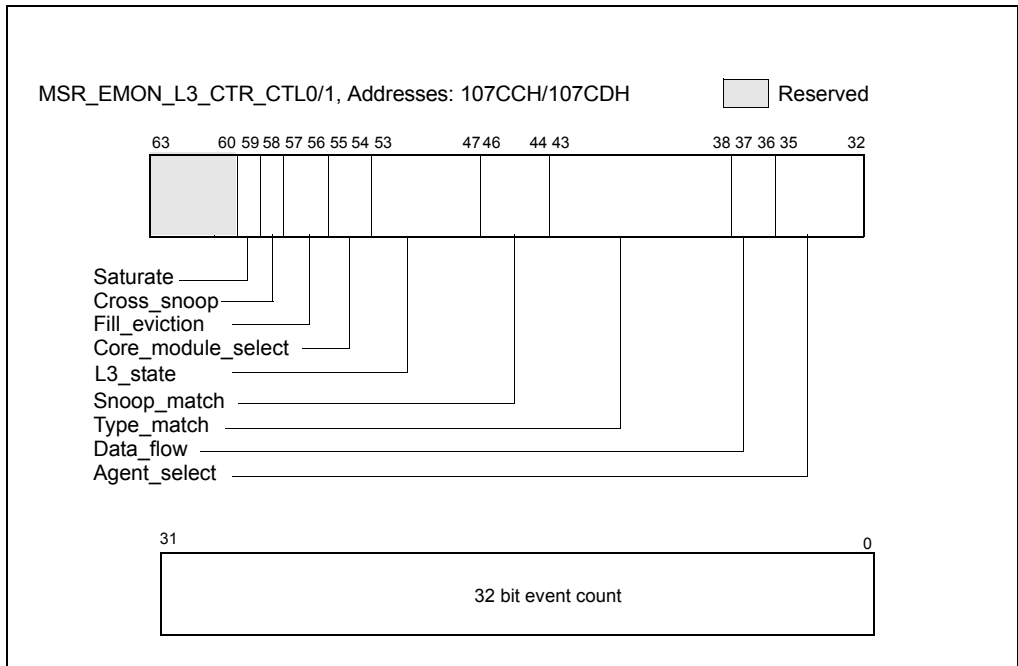 MSR_EMON_L3_CTR_CTL0/1, Addresses: 107CCH/107CDH Reserved
63 60 59 58 57 56 55 54 53 47 46 44 43 38 37 36 35 32
Saturate
Cross_snoop
Fill_eviction
Core_module_select
L3_state
Snoop_match
Type_match
Data_flow
Agent_select
31 0
32 bit event count